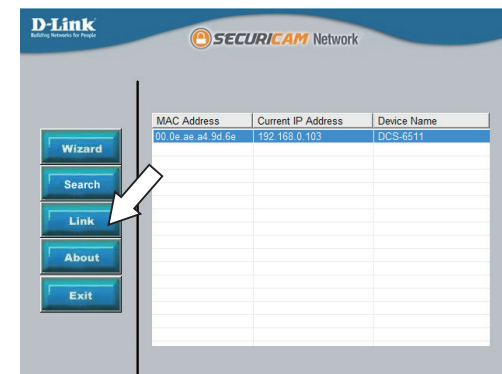 D-Link
Building Networks for People
SECURICAM Network
MAC Address Current IP Address Device Name
00.0e.ae.a4.9d.6e 192.168.0.103 DCS-6511
Wizard
Search
Link
About
Exit